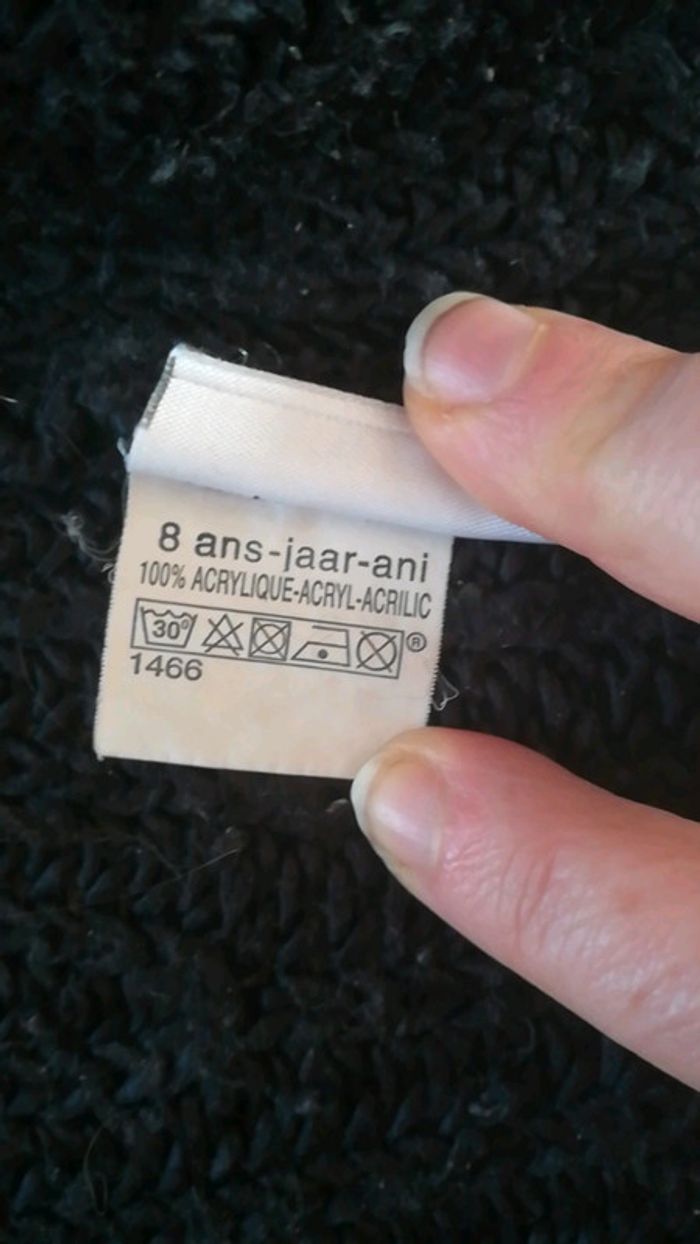 8 ans-jaar-ani
100% ACRYLIQUE-ACRYL-ACRILIC
30° ®
1466